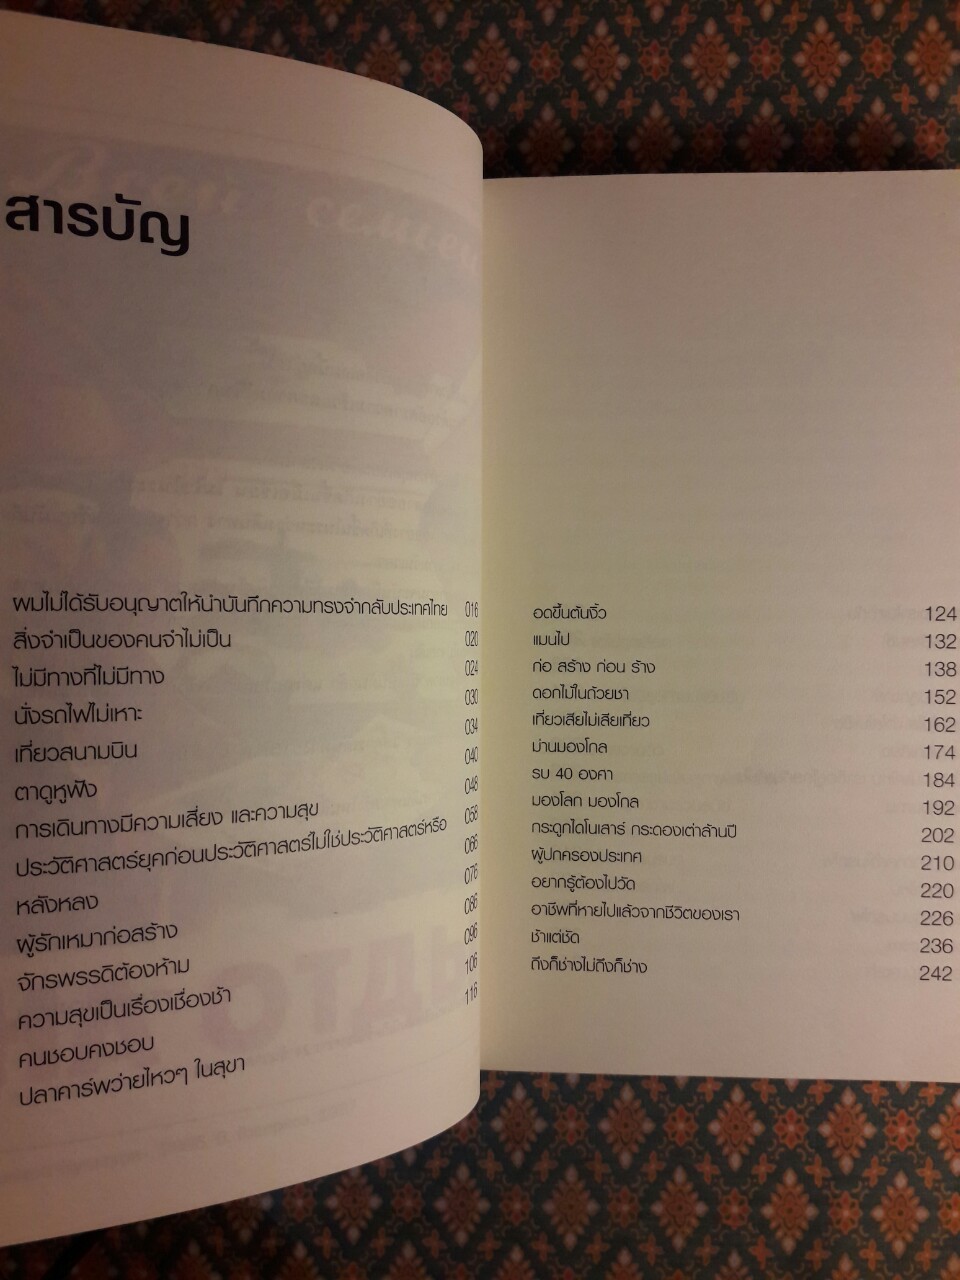 สารบัญ
ผมไม่ได้รับอนุญาตให้นำบันทึกความทรงจำกลับประเทศไทย 016
สิ่งจำเป็นของคนจำไม่เป็น 020
ไม่มีทางที่ไม่มีทาง 024
นั่งรถไฟไม่เหาะ 030
เที่ยวสนามบิน 034
ตาดูหูฟัง 040
การเดินทางมีความเสี่ยง และความสุข 048
ประวัติศาสตร์ยุคก่อนประวัติศาสตร์ไม่ใช่ประวัติศาสตร์หรือ 058
หลังหลง 066
ผู้รักเหมาก่อสร้าง 076
จักรพรรดิต้องห้าม 086
ความสุขเป็นเรื่องเชื่องช้า 096
คนชอบคงชอบ 106
ปลาคาร์พว่ายไหวๆ ในสุขา 116
อดขึ้นต้นงิ้ว 124
แมนไป 132
ก่อ สร้าง ก่อน ร้าง 138
ดอกไม้ในถ้วยชา 152
เที่ยวเสียไม่เสียเที่ยว 162
ม่านมองโกล 174
รบ 40 องศา 184
มองโลก มองโกล 192
กระดูกไดโนเสาร์ กระดองเต่าล้านปี 202
ผู้ปกครองประเทศ 210
อยากรู้ต้องไปวัด 220
อาชีพที่หายไปแล้วจากชีวิตของเรา 226
ช้าแต่ชัด 236
ถึงก็ช่างไม่ถึงก็ช่าง 242